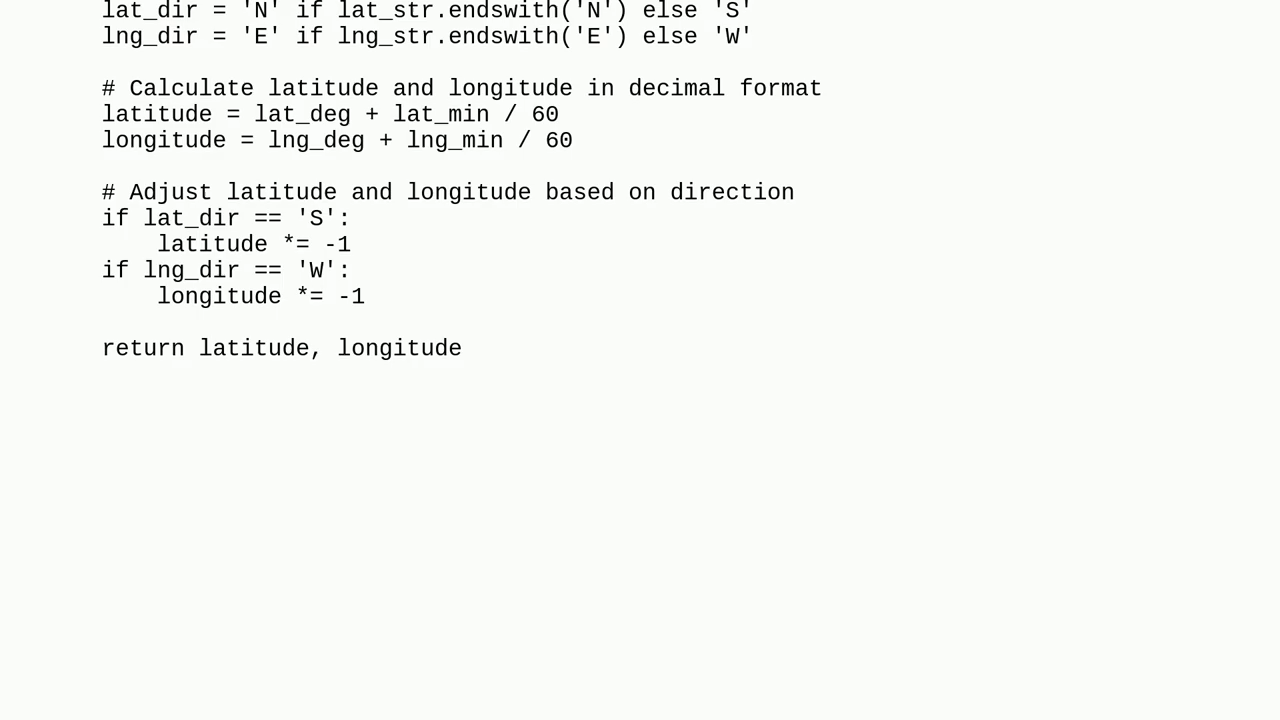 lat_dir = 'N' if lat_str.endswith('N') else 'S'
lng_dir = 'E' if lng_str.endswith('E') else 'W'
# Calculate latitude and longitude in decimal format
latitude = lat_deg + lat_min / 60
longitude = lng_deg + lng_min / 60
# Adjust latitude and longitude based on direction
if lat_dir == 'S':
    latitude *= -1
if lng_dir == 'W':
    longitude *= -1
return latitude, longitude